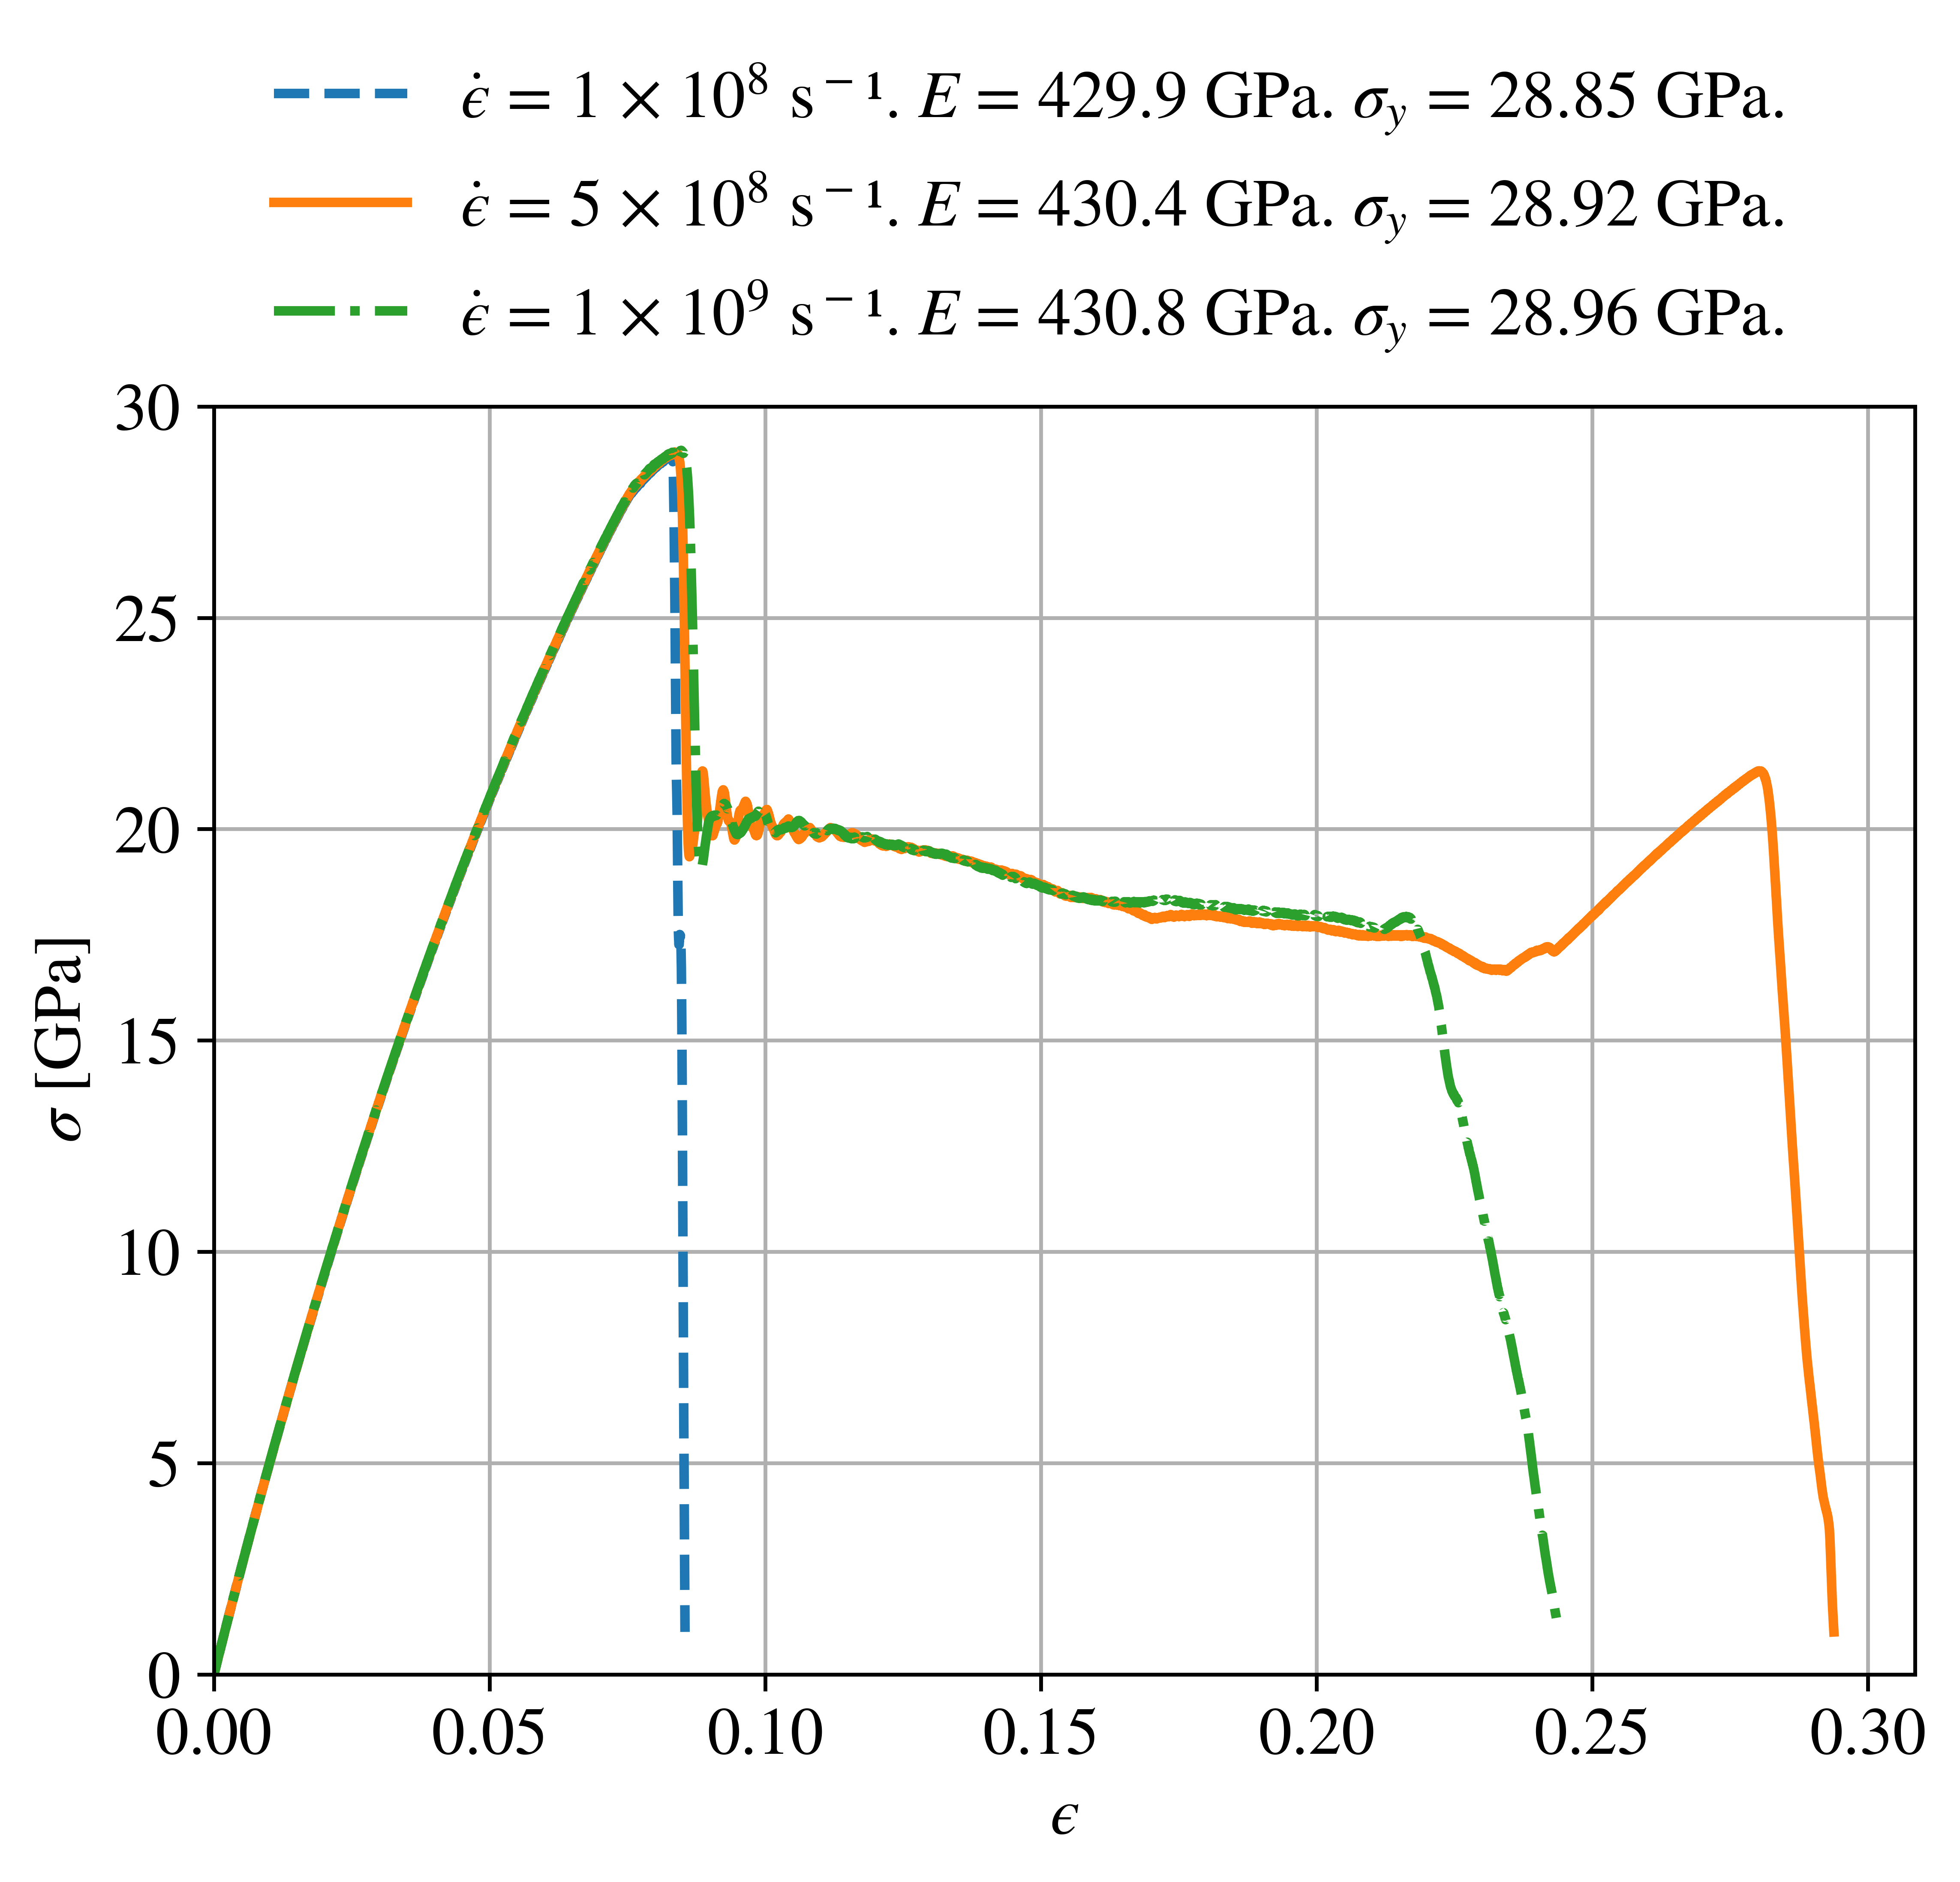 ϵ̇ = 1 × 10⁸ s⁻¹. E = 429.9 GPa. σy = 28.85 GPa.
ϵ̇ = 5 × 10⁸ s⁻¹. E = 430.4 GPa. σy = 28.92 GPa.
ϵ̇ = 1 × 10⁹ s⁻¹. E = 430.8 GPa. σy = 28.96 GPa.
30
25
20
15
10
5
0
σ [GPa]
0.00 0.05 0.10 0.15 0.20 0.25 0.30
ϵ